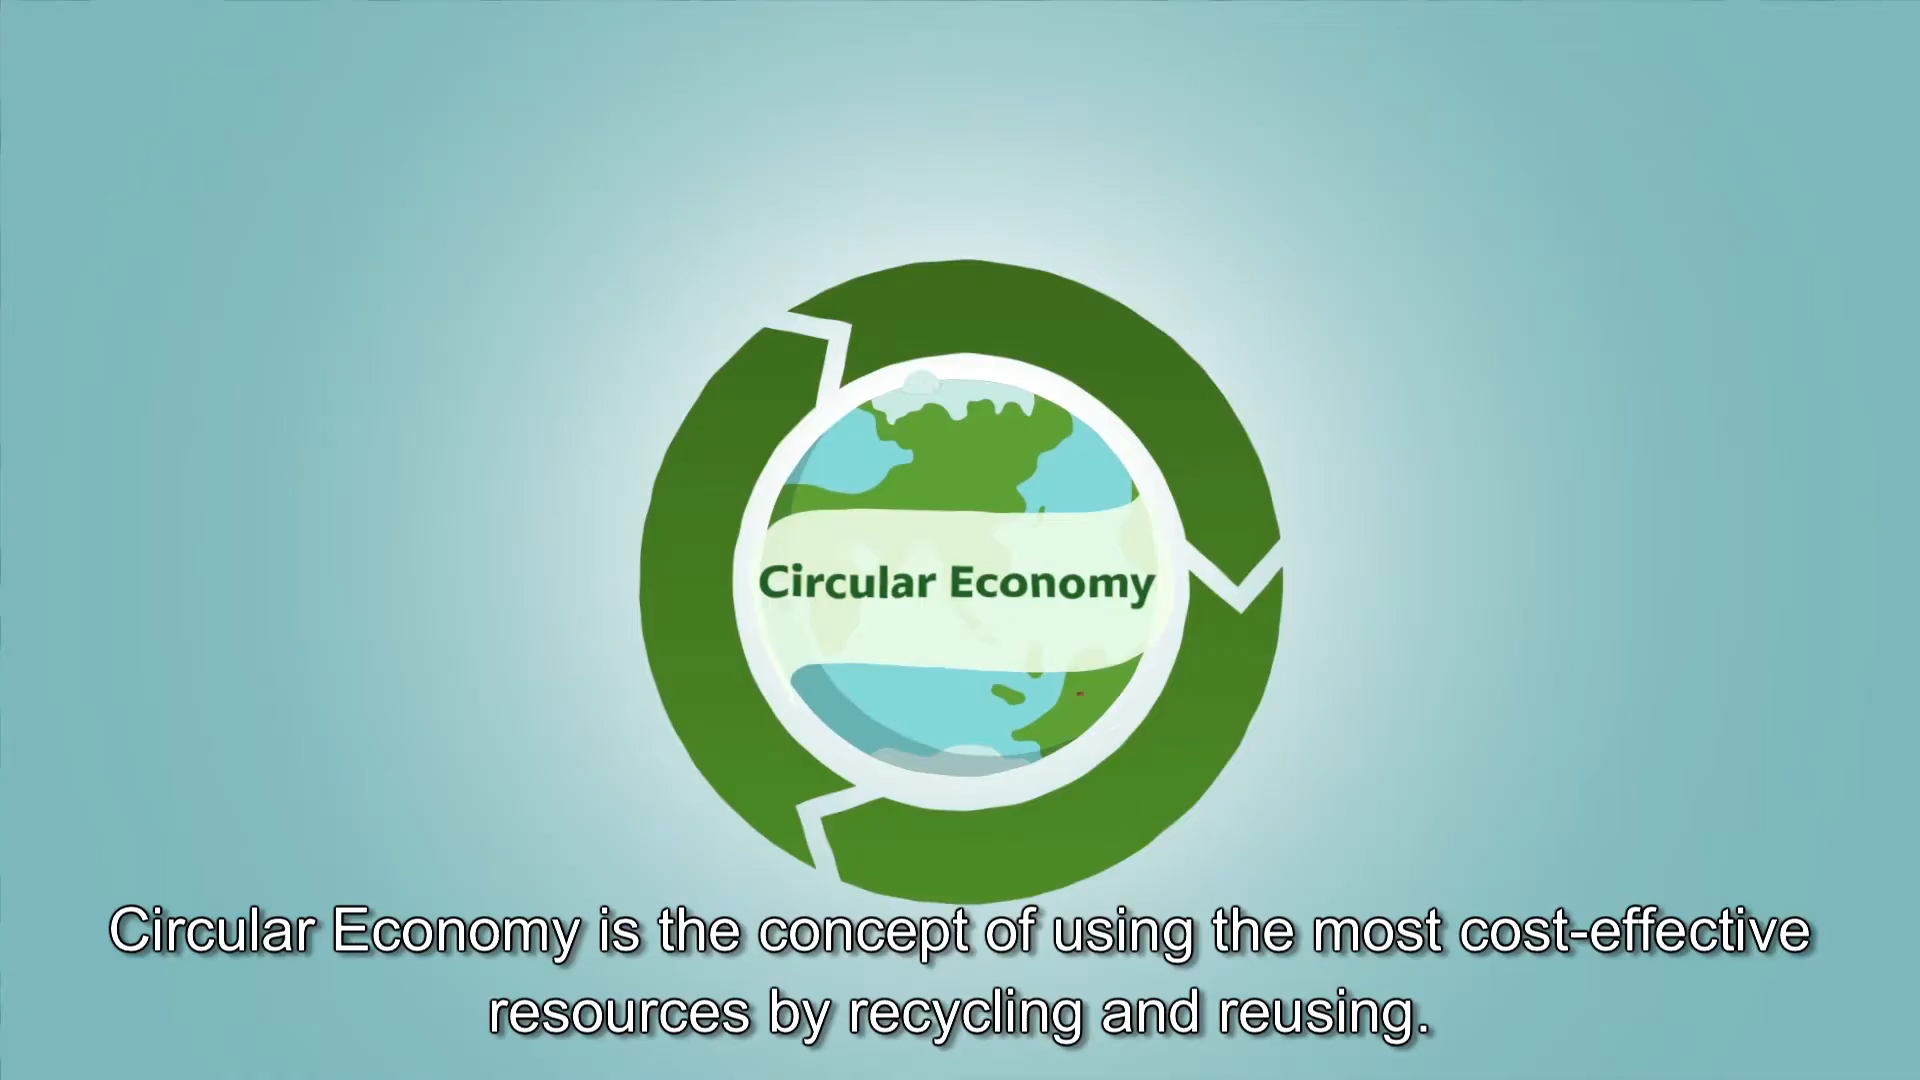 Circular Economy
Circular Economy is the concept of using the most cost-effective
resources by recycling and reusing.